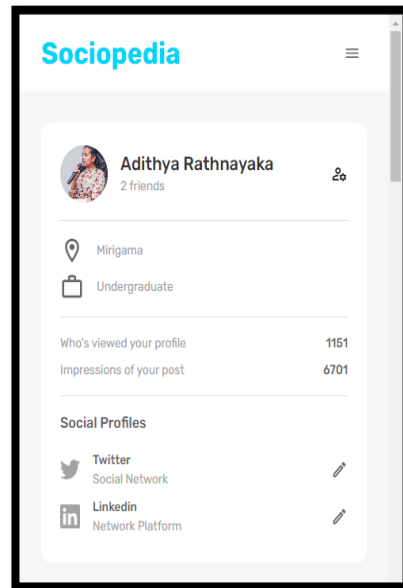 Sociopedia
Adithya Rathnayaka
2 friends
Mirigama
Undergraduate
Who's viewed your profile 1151
Impressions of your post 6701
Social Profiles
Twitter
Social Network
Linkedin
Network Platform